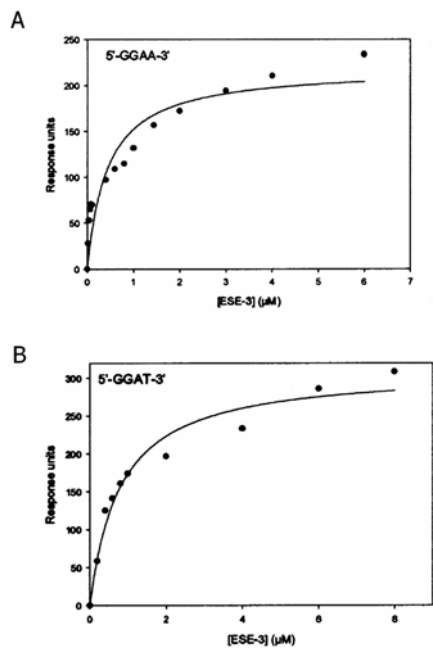 A
5'-GGAA-3'
250
200
150
100
50
0
Response units
0 1 2 3 4 5 6 7
[ESE-3] (µM)
B
5'-GGAT-3'
300
250
200
150
100
50
0
Response units
0 2 4 6 8
[ESE-3] (µM)